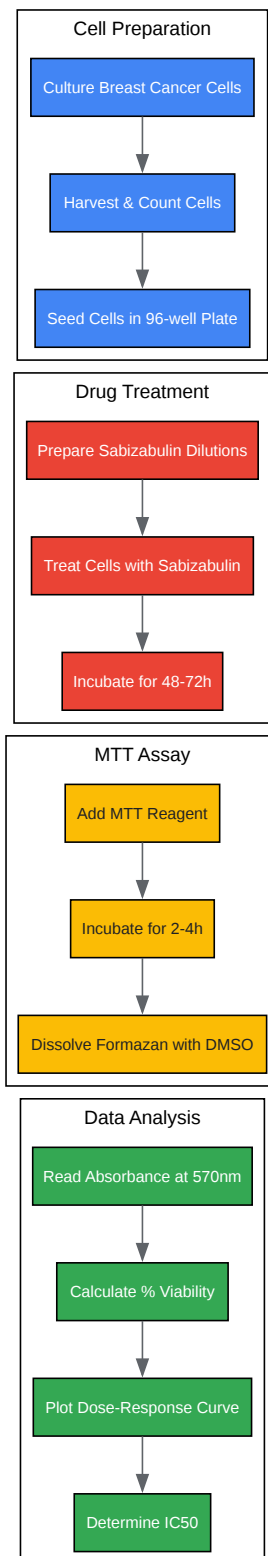 Cell Preparation
Culture Breast Cancer Cells
Harvest & Count Cells
Seed Cells in 96-well Plate
Drug Treatment
Prepare Sabizabulin Dilutions
Treat Cells with Sabizabulin
Incubate for 48-72h
MTT Assay
Add MTT Reagent
Incubate for 2-4h
Dissolve Formazan with DMSO
Data Analysis
Read Absorbance at 570nm
Calculate % Viability
Plot Dose-Response Curve
Determine IC50